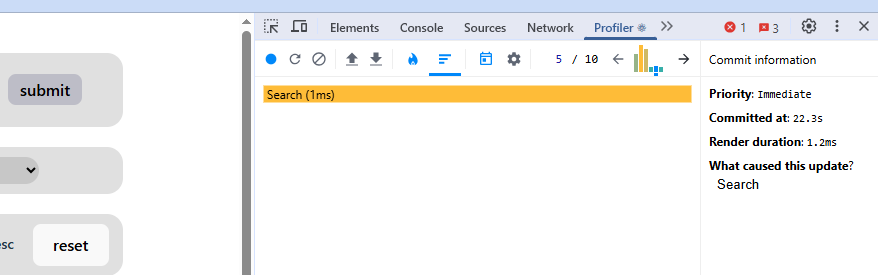 Elements Console Sources Network Profiler 1 3
5 / 10
Commit information
submit
Search (1ms)
Priority: Immediate
Committed at: 22.3s
Render duration: 1.2ms
What caused this update?
Search
esc reset